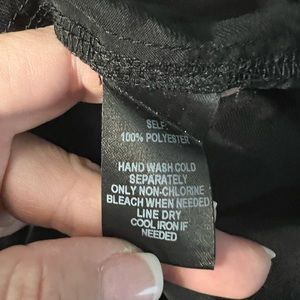 SELF
100% POLYESTER
HAND WASH COLD
SEPARATELY
ONLY NON-CHLORINE
BLEACH WHEN NEEDED
LINE DRY
COOL IRON IF
NEEDED